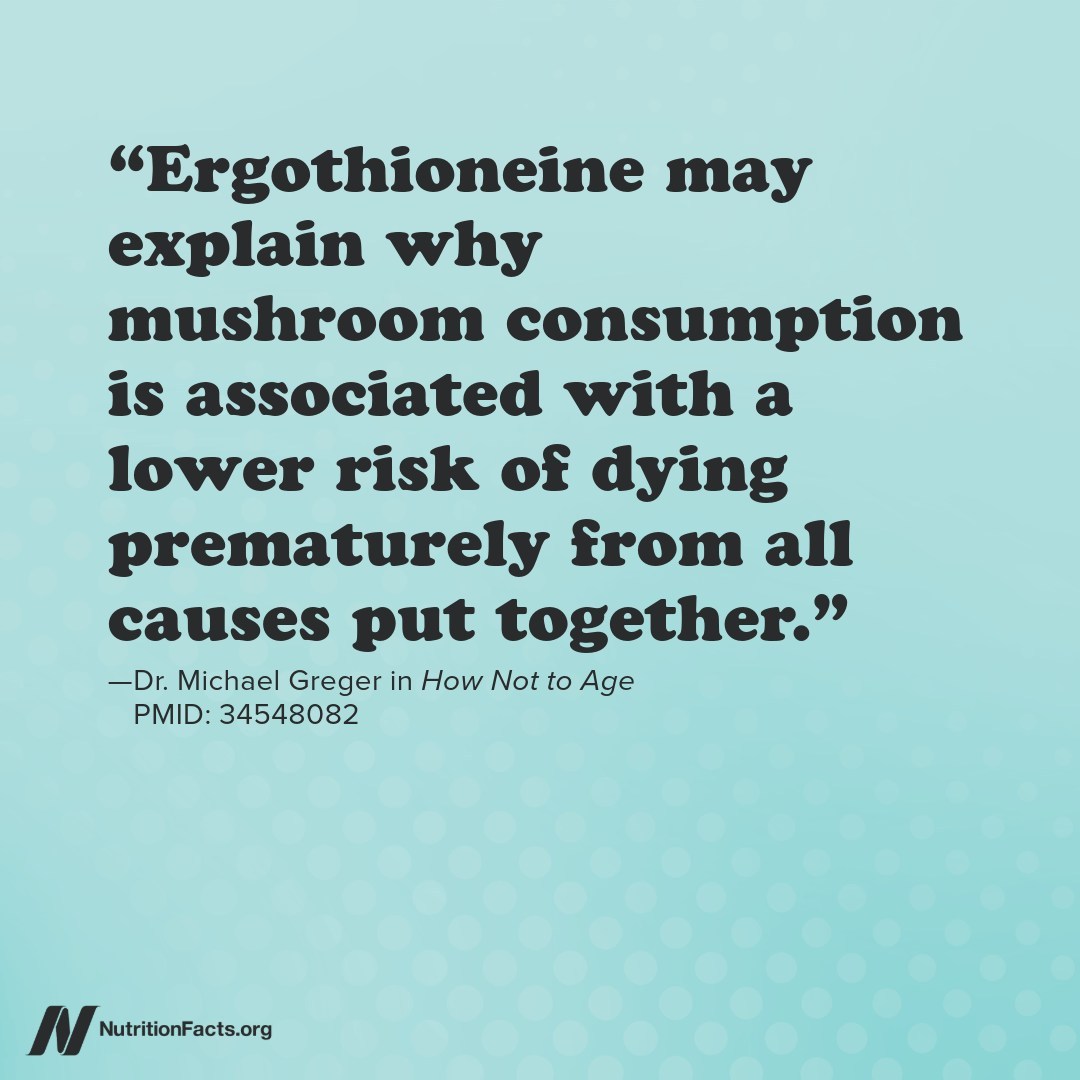 “Ergothioneine may
explain why
mushroom consumption
is associated with a
lower risk of dying
prematurely from all
causes put together.”
—Dr. Michael Greger in How Not to Age
PMID: 34548082
NutritionFacts.org